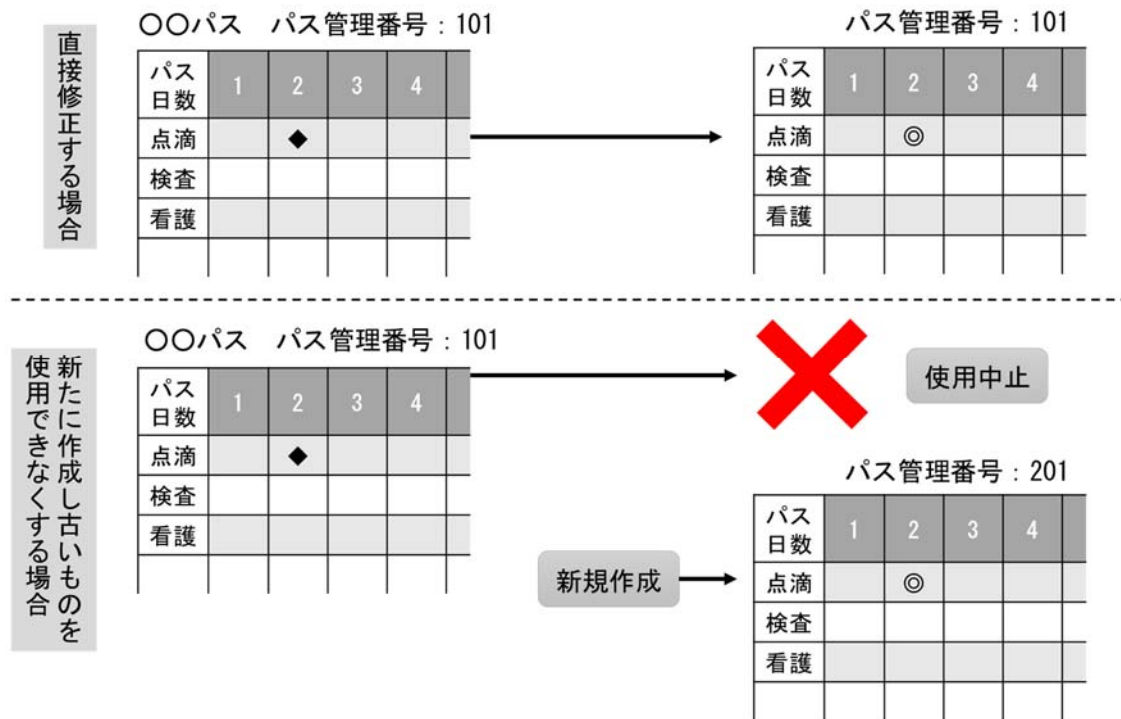 直接修正する場合
〇〇パス　パス管理番号：101
パス日数 1 2 3 4
点滴 ◆
検査
看護
パス管理番号：101
パス日数 1 2 3 4
点滴 ◎
検査
看護
新たに作成し古いものを
使用できなくする場合
〇〇パス　パス管理番号：101
パス日数 1 2 3 4
点滴 ◆
検査
看護
使用中止
新規作成
パス管理番号：201
パス日数 1 2 3 4
点滴 ◎
検査
看護